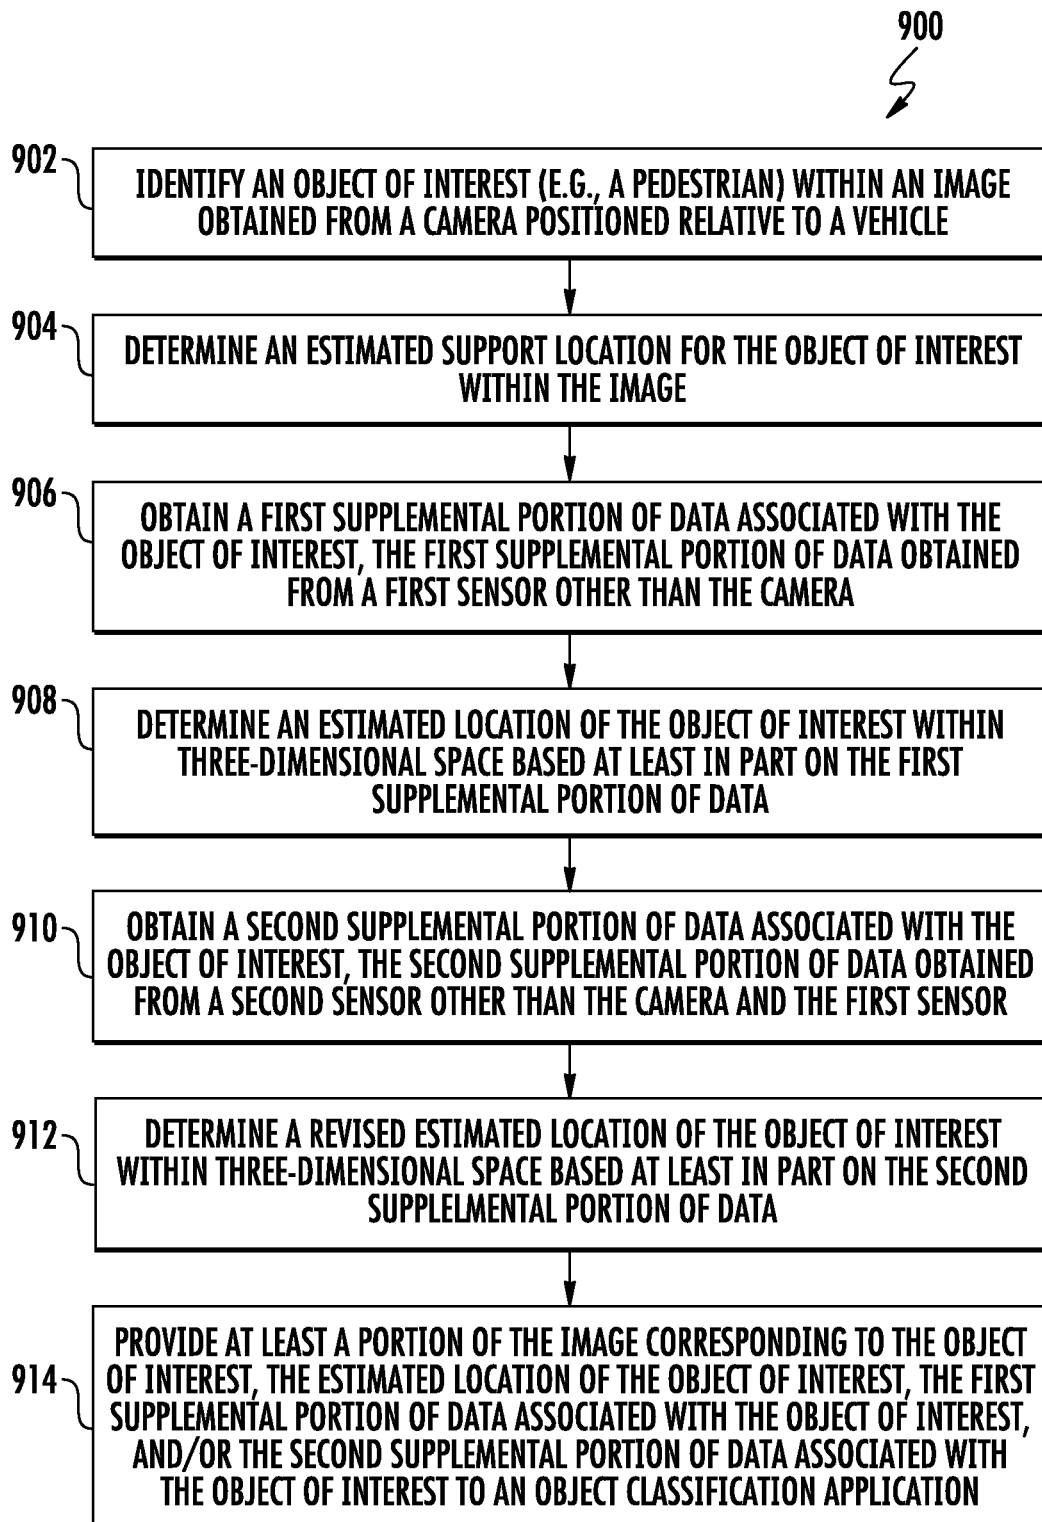 900
902
IDENTIFY AN OBJECT OF INTEREST (E.G., A PEDESTRIAN) WITHIN AN IMAGE
OBTAINED FROM A CAMERA POSITIONED RELATIVE TO A VEHICLE
904
DETERMINE AN ESTIMATED SUPPORT LOCATION FOR THE OBJECT OF INTEREST
WITHIN THE IMAGE
906
OBTAIN A FIRST SUPPLEMENTAL PORTION OF DATA ASSOCIATED WITH THE
OBJECT OF INTEREST, THE FIRST SUPPLEMENTAL PORTION OF DATA OBTAINED
FROM A FIRST SENSOR OTHER THAN THE CAMERA
908
DETERMINE AN ESTIMATED LOCATION OF THE OBJECT OF INTEREST WITHIN
THREE-DIMENSIONAL SPACE BASED AT LEAST IN PART ON THE FIRST
SUPPLEMENTAL PORTION OF DATA
910
OBTAIN A SECOND SUPPLEMENTAL PORTION OF DATA ASSOCIATED WITH THE
OBJECT OF INTEREST, THE SECOND SUPPLEMENTAL PORTION OF DATA OBTAINED
FROM A SECOND SENSOR OTHER THAN THE CAMERA AND THE FIRST SENSOR
912
DETERMINE A REVISED ESTIMATED LOCATION OF THE OBJECT OF INTEREST
WITHIN THREE-DIMENSIONAL SPACE BASED AT LEAST IN PART ON THE SECOND
SUPPLELMENTAL PORTION OF DATA
914
PROVIDE AT LEAST A PORTION OF THE IMAGE CORRESPONDING TO THE OBJECT
OF INTEREST, THE ESTIMATED LOCATION OF THE OBJECT OF INTEREST, THE FIRST
SUPPLEMENTAL PORTION OF DATA ASSOCIATED WITH THE OBJECT OF INTEREST,
AND/OR THE SECOND SUPPLEMENTAL PORTION OF DATA ASSOCIATED WITH
THE OBJECT OF INTEREST TO AN OBJECT CLASSIFICATION APPLICATION